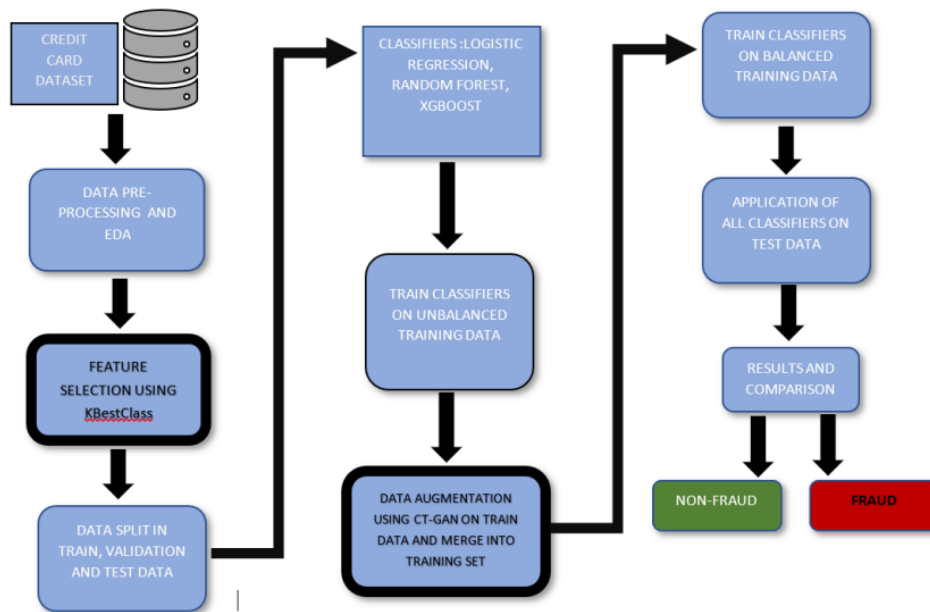 CREDIT
CARD
DATASET
DATA PRE-
PROCESSING AND
EDA
FEATURE
SELECTION USING
KBestClass
DATA SPLIT IN
TRAIN, VALIDATION
AND TEST DATA
CLASSIFIERS :LOGISTIC
REGRESSION,
RANDOM FOREST,
XGBOOST
TRAIN CLASSIFIERS
ON UNBALANCED
TRAINING DATA
DATA AUGMENTATION
USING CT-GAN ON TRAIN
DATA AND MERGE INTO
TRAINING SET
TRAIN CLASSIFIERS
ON BALANCED
TRAINING DATA
APPLICATION OF
ALL CLASSIFIERS ON
TEST DATA
RESULTS AND
COMPARISON
NON-FRAUD
FRAUD